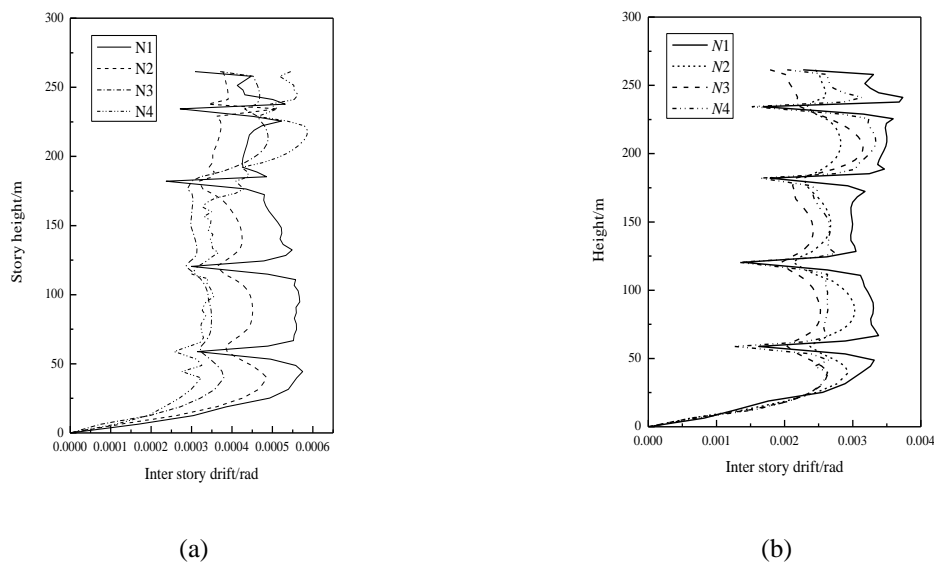 300
250
200
150
100
50
0
Story height/m
N1
N2
N3
N4
0.0000 0.0001 0.0002 0.0003 0.0004 0.0005 0.0006
Inter story drift/rad
(a)
300
250
200
150
100
50
0
Height/m
N1
N2
N3
N4
0.000 0.001 0.002 0.003 0.004
Inter story drift/rad
(b)